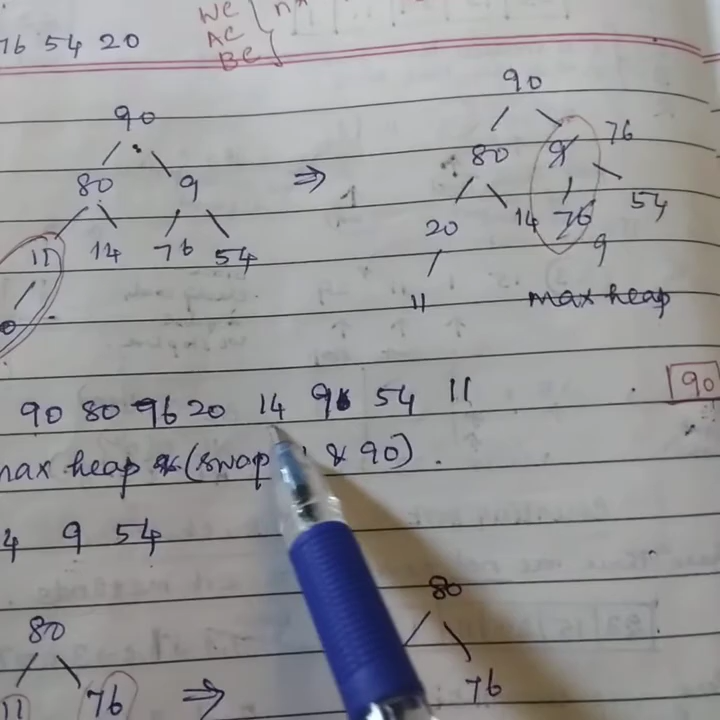 WC
76 54 20 AC
BC
90 90
80 9 ⇒ 80 9 76
11 14 76 54 20 14 76 54
11 9
max heap
90 80 76 20 14 9 54 11 90
max heap (swap & 90).
4 9 54
80 80
11 76 ⇒ 76